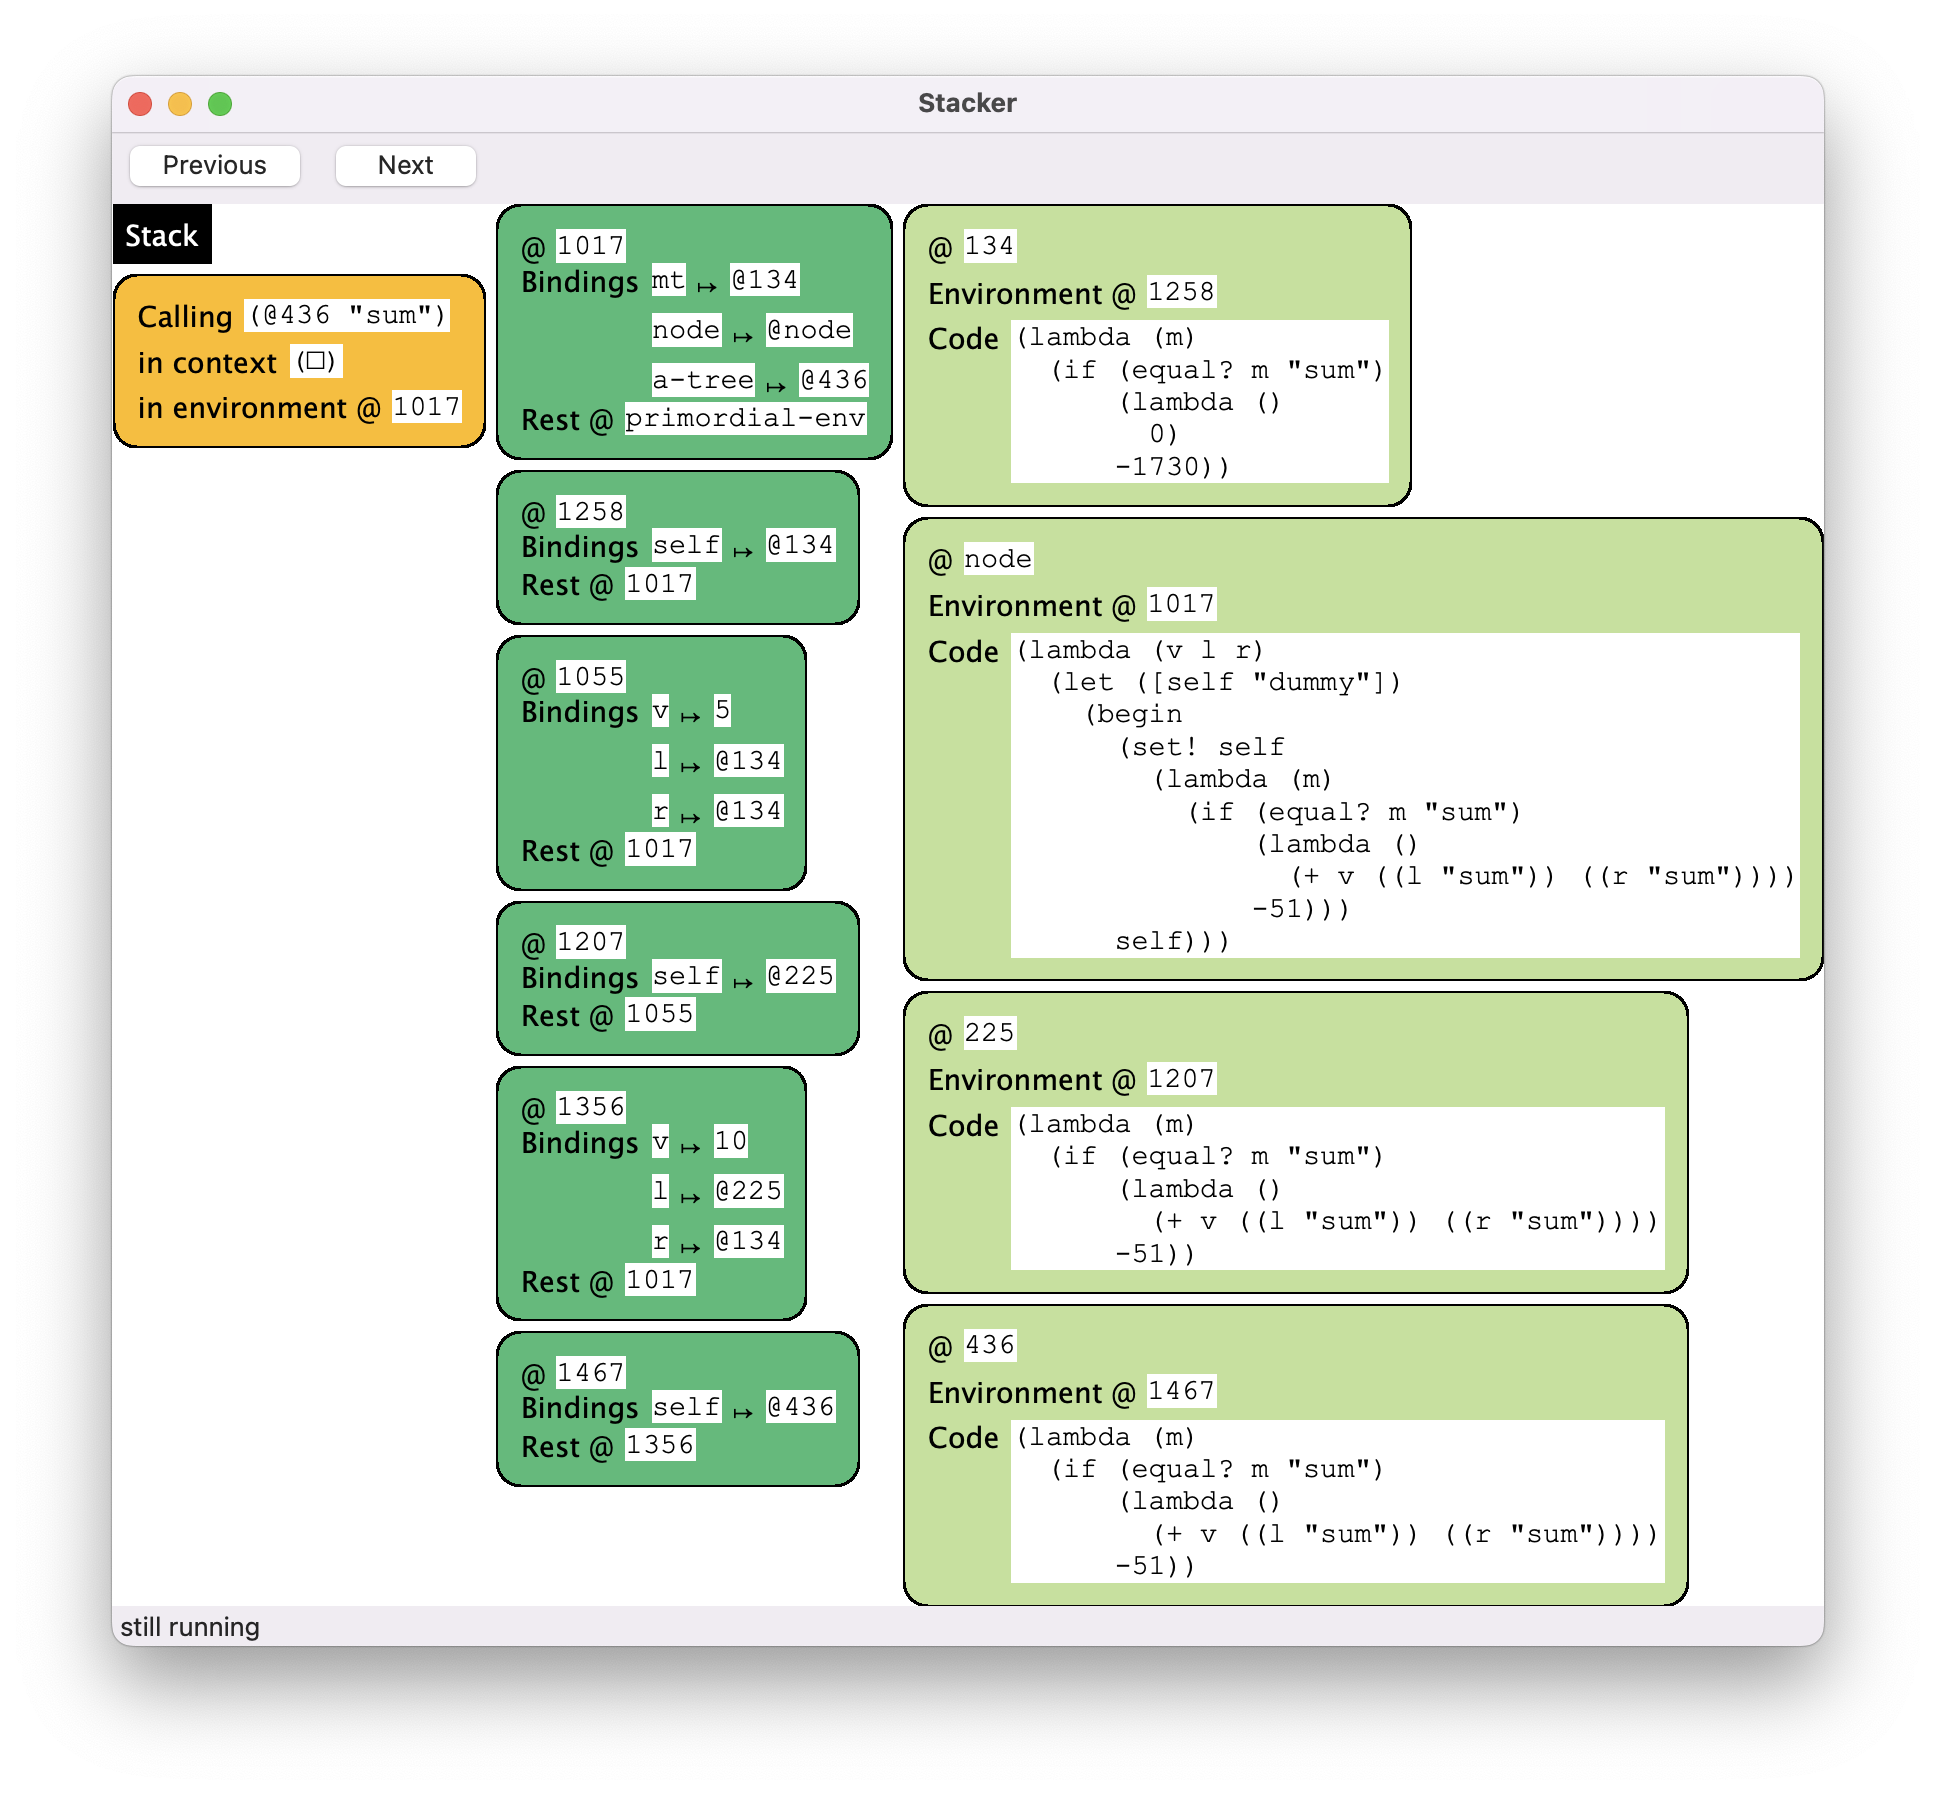 Stacker
Previous
Next
Stack
Calling (@436 "sum")
in context (□)
in environment @ 1017
@ 1017
Bindings mt ↦ @134
node ↦ @node
a-tree ↦ @436
Rest @ primordial-env
@ 1258
Bindings self ↦ @134
Rest @ 1017
@ 1055
Bindings v ↦ 5
l ↦ @134
r ↦ @134
Rest @ 1017
@ 1207
Bindings self ↦ @225
Rest @ 1055
@ 1356
Bindings v ↦ 10
l ↦ @225
r ↦ @134
Rest @ 1017
@ 1467
Bindings self ↦ @436
Rest @ 1356
@ 134
Environment @ 1258
Code (lambda (m)
(if (equal? m "sum")
(lambda ()
0)
-1730))
@ node
Environment @ 1017
Code (lambda (v l r)
(let ([self "dummy"])
(begin
(set! self
(lambda (m)
(if (equal? m "sum")
(lambda ()
(+ v ((l "sum")) ((r "sum"))))
-51)))
self)))
@ 225
Environment @ 1207
Code (lambda (m)
(if (equal? m "sum")
(lambda ()
(+ v ((l "sum")) ((r "sum"))))
-51))
@ 436
Environment @ 1467
Code (lambda (m)
(if (equal? m "sum")
(lambda ()
(+ v ((l "sum")) ((r "sum"))))
-51))
still running